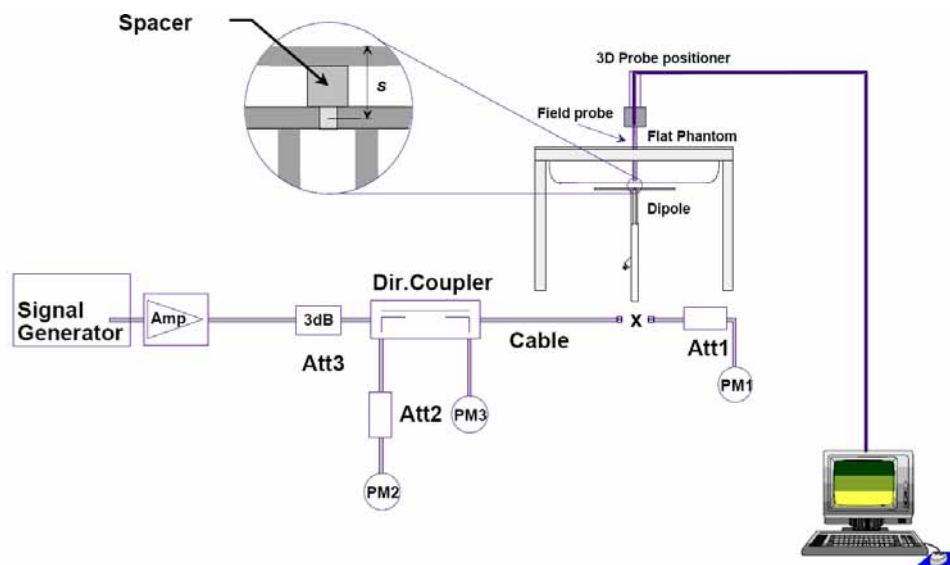 Spacer
s
3D Probe positioner
Field probe
Flat Phantom
Dipole
Signal
Generator
Amp
3dB
Att3
Dir.Coupler
Cable
x
Att1
PM1
Att2
PM3
PM2